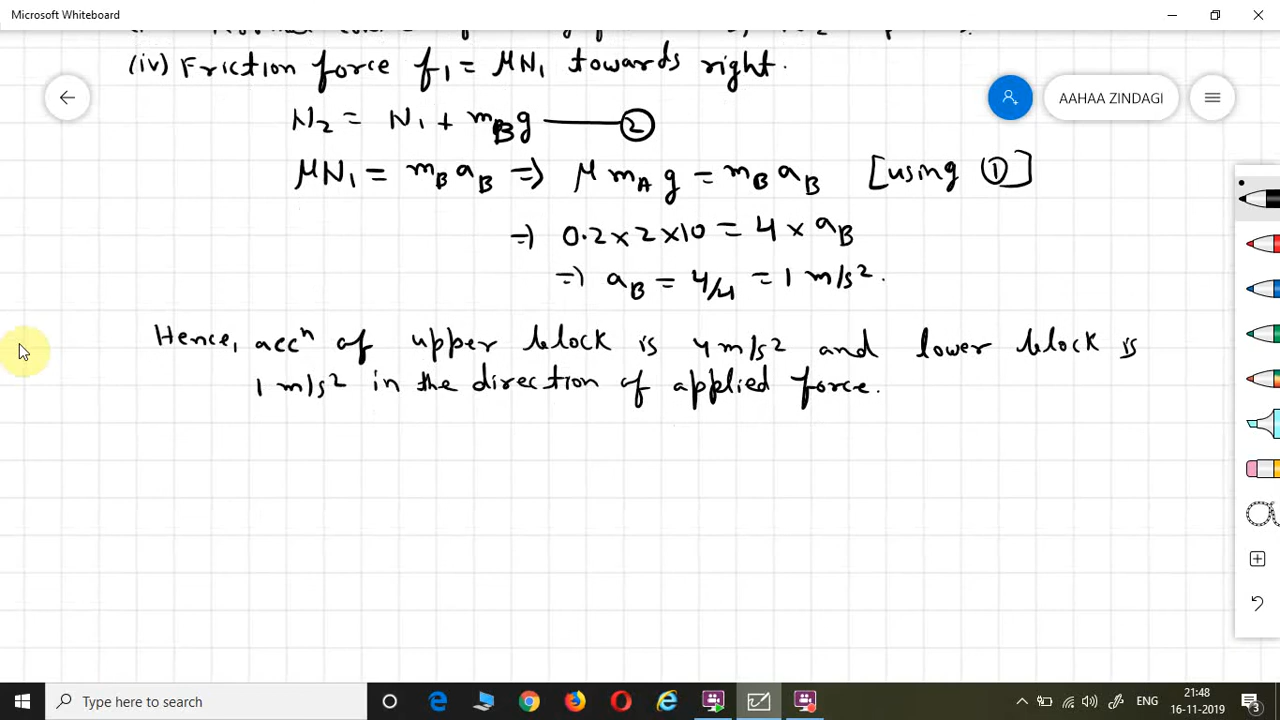 Microsoft Whiteboard
(iv) Friction force f₁ = μN₁ towards right.
AAHAA ZINDAGI
N₂ = N₁ + m_B g —— ②
μN₁ = m_B a_B ⇒ μ m_A g = m_B a_B [using ①]
⇒ 0.2×2×10 = 4 × a_B
⇒ a_B = 4/4 = 1 m/s².
Hence, accⁿ of upper block is 4 m/s² and lower block is
1 m/s² in the direction of applied force.
Type here to search
ENG
21:48
16-11-2019
3